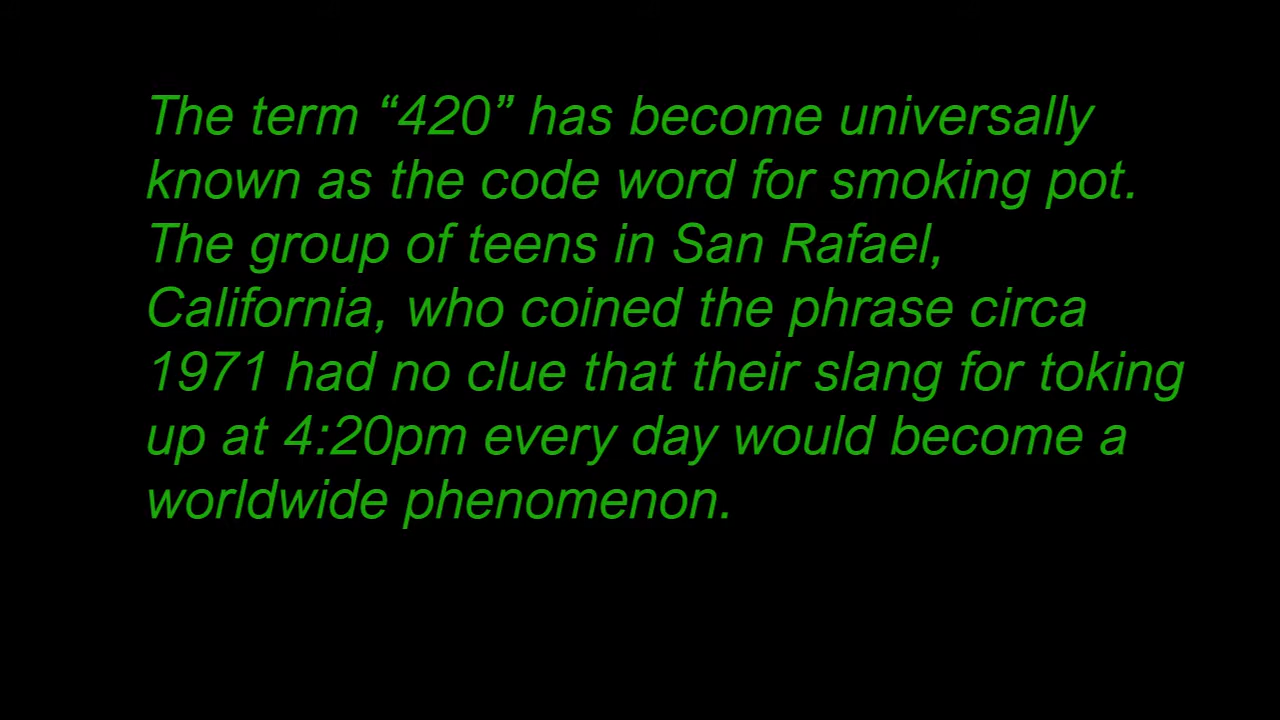 The term “420” has become universally
known as the code word for smoking pot.
The group of teens in San Rafael,
California, who coined the phrase circa
1971 had no clue that their slang for toking
up at 4:20pm every day would become a
worldwide phenomenon.